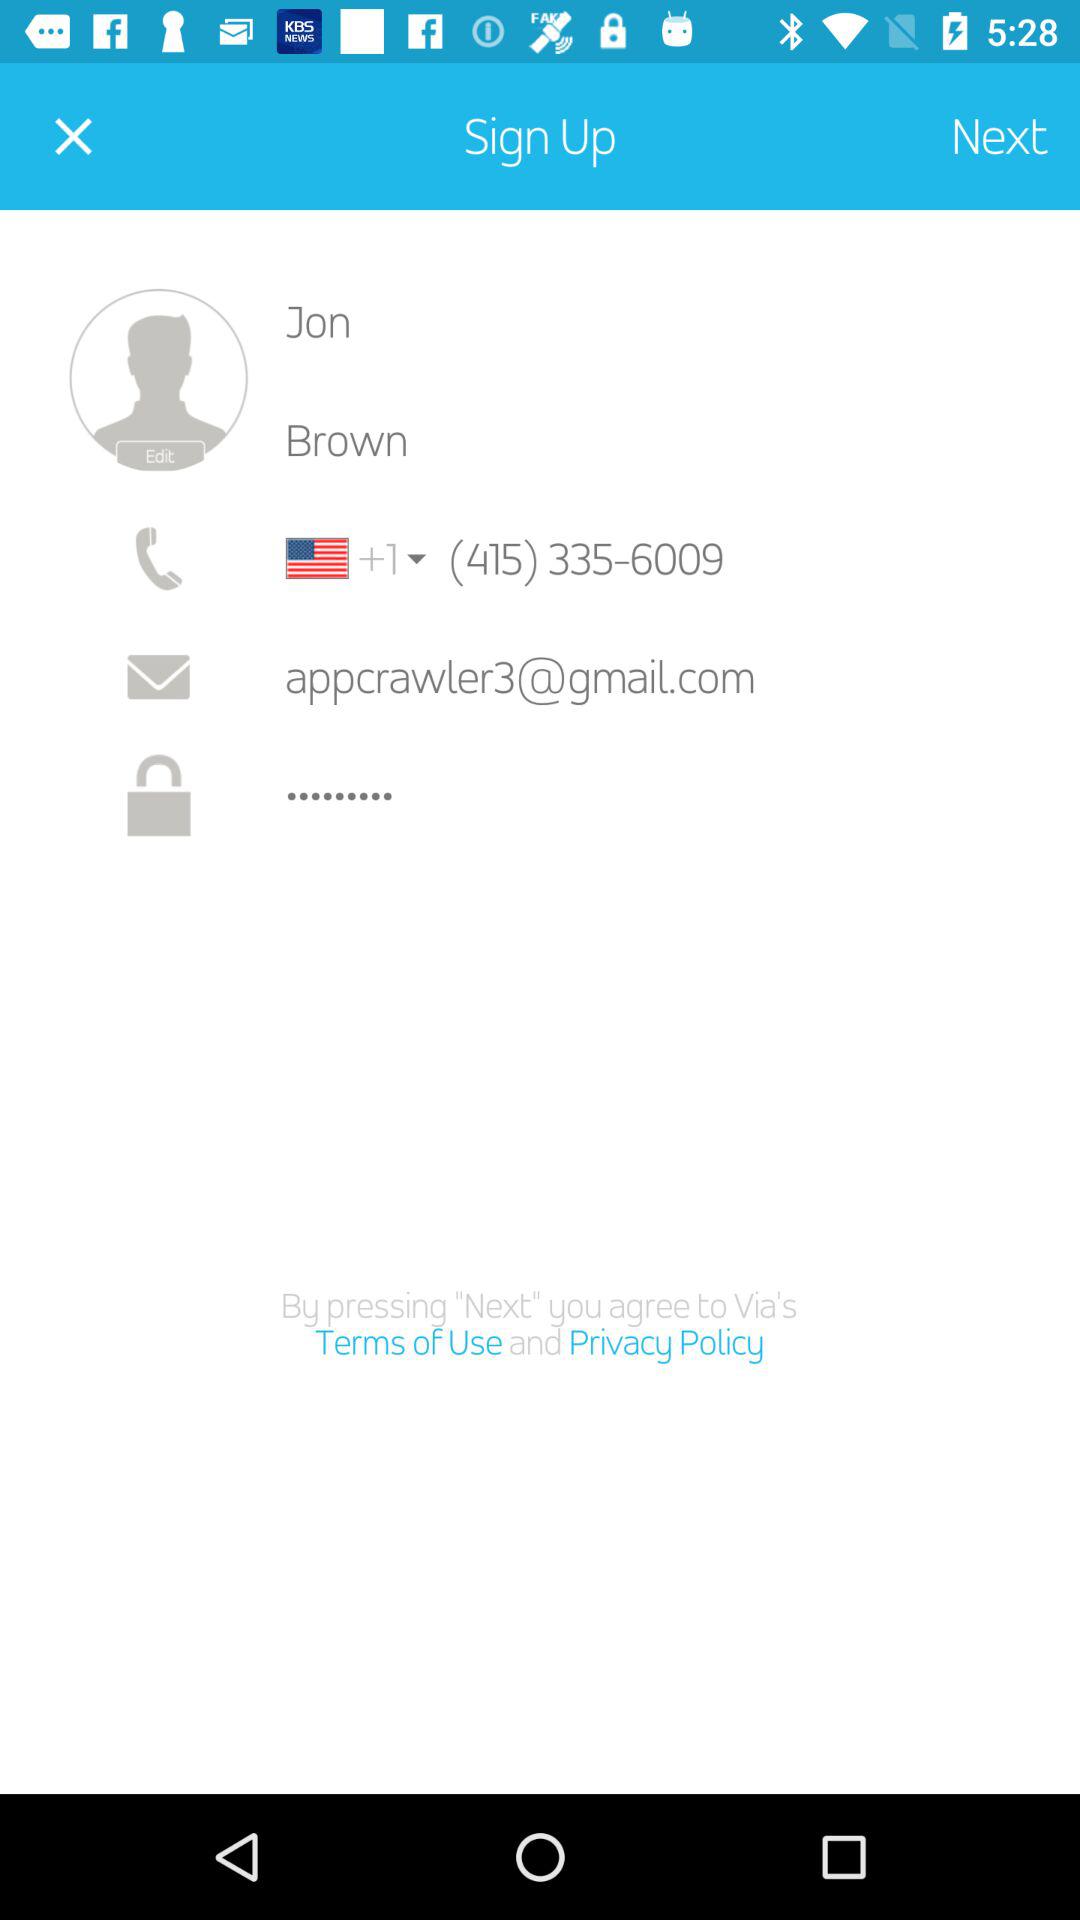 KBS
NEWS
FAKE
5:28
Sign Up
Next
Jon
Edit
Brown
+1 (415) 335-6009
appcrawler3@gmail.com
•••••••••
By pressing "Next" you agree to Via's
Terms of Use and Privacy Policy